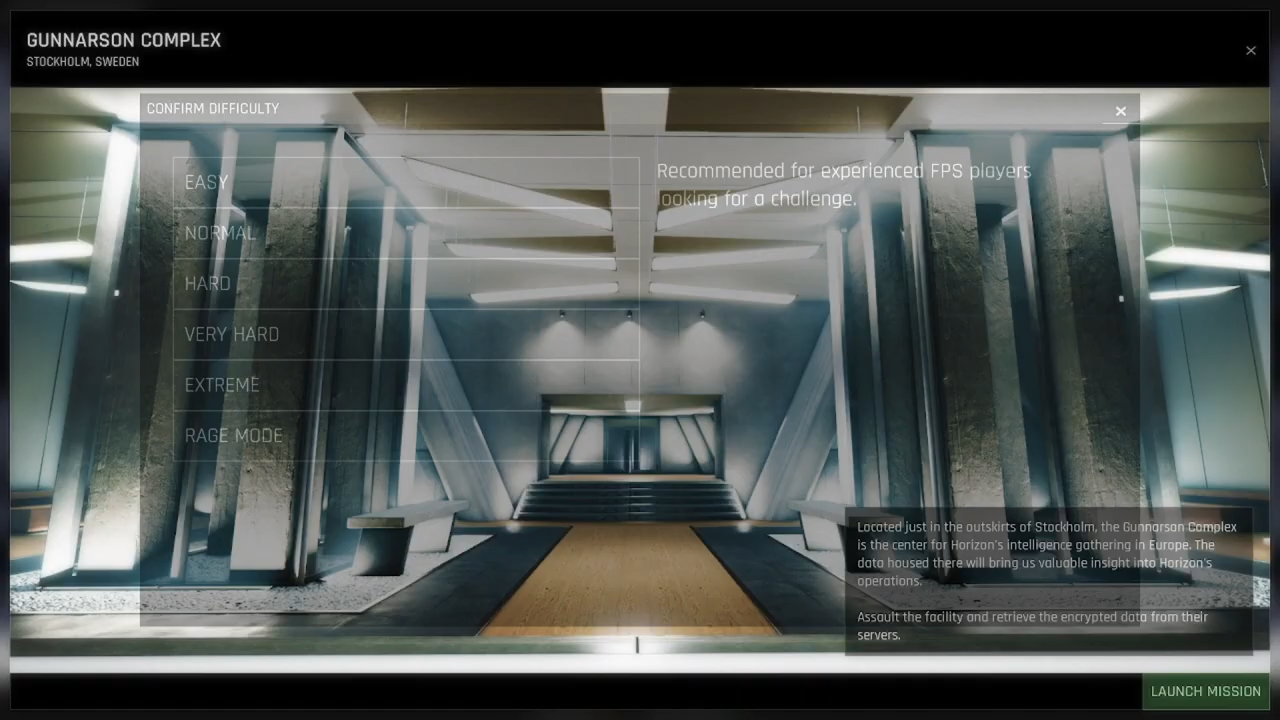 GUNNARSON COMPLEX
STOCKHOLM, SWEDEN
×
CONFIRM DIFFICULTY
×
EASY
NORMAL
HARD
VERY HARD
EXTREME
RAGE MODE
Recommended for experienced FPS players
looking for a challenge.
Located just in the outskirts of Stockholm, the Gunnarson Complex
is the center for Horizon's intelligence gathering in Europe. The
data housed there will bring us valuable insight into Horizon's
operations.
Assault the facility and retrieve the encrypted data from their
servers.
LAUNCH MISSION